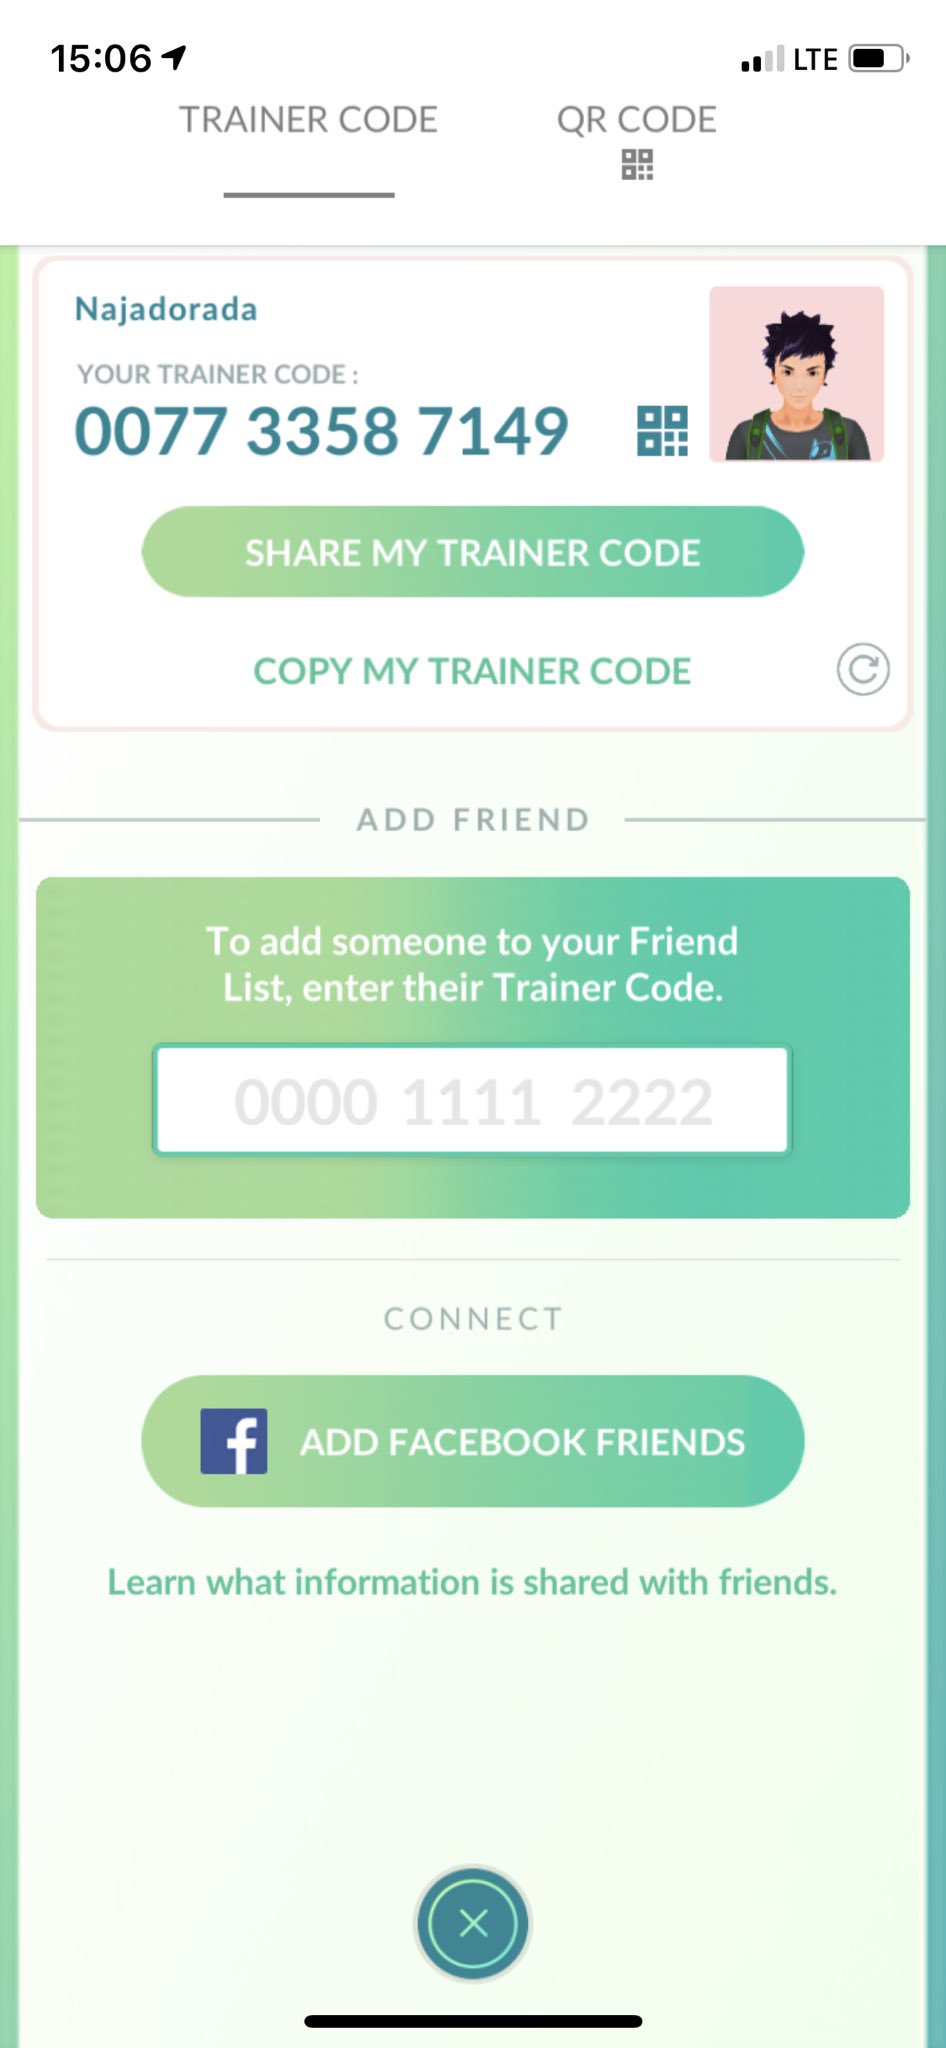 15:06
LTE
TRAINER CODE
QR CODE
Najadorada
YOUR TRAINER CODE :
0077 3358 7149
SHARE MY TRAINER CODE
COPY MY TRAINER CODE
ADD FRIEND
To add someone to your Friend
List, enter their Trainer Code.
0000 1111 2222
CONNECT
f ADD FACEBOOK FRIENDS
Learn what information is shared with friends.